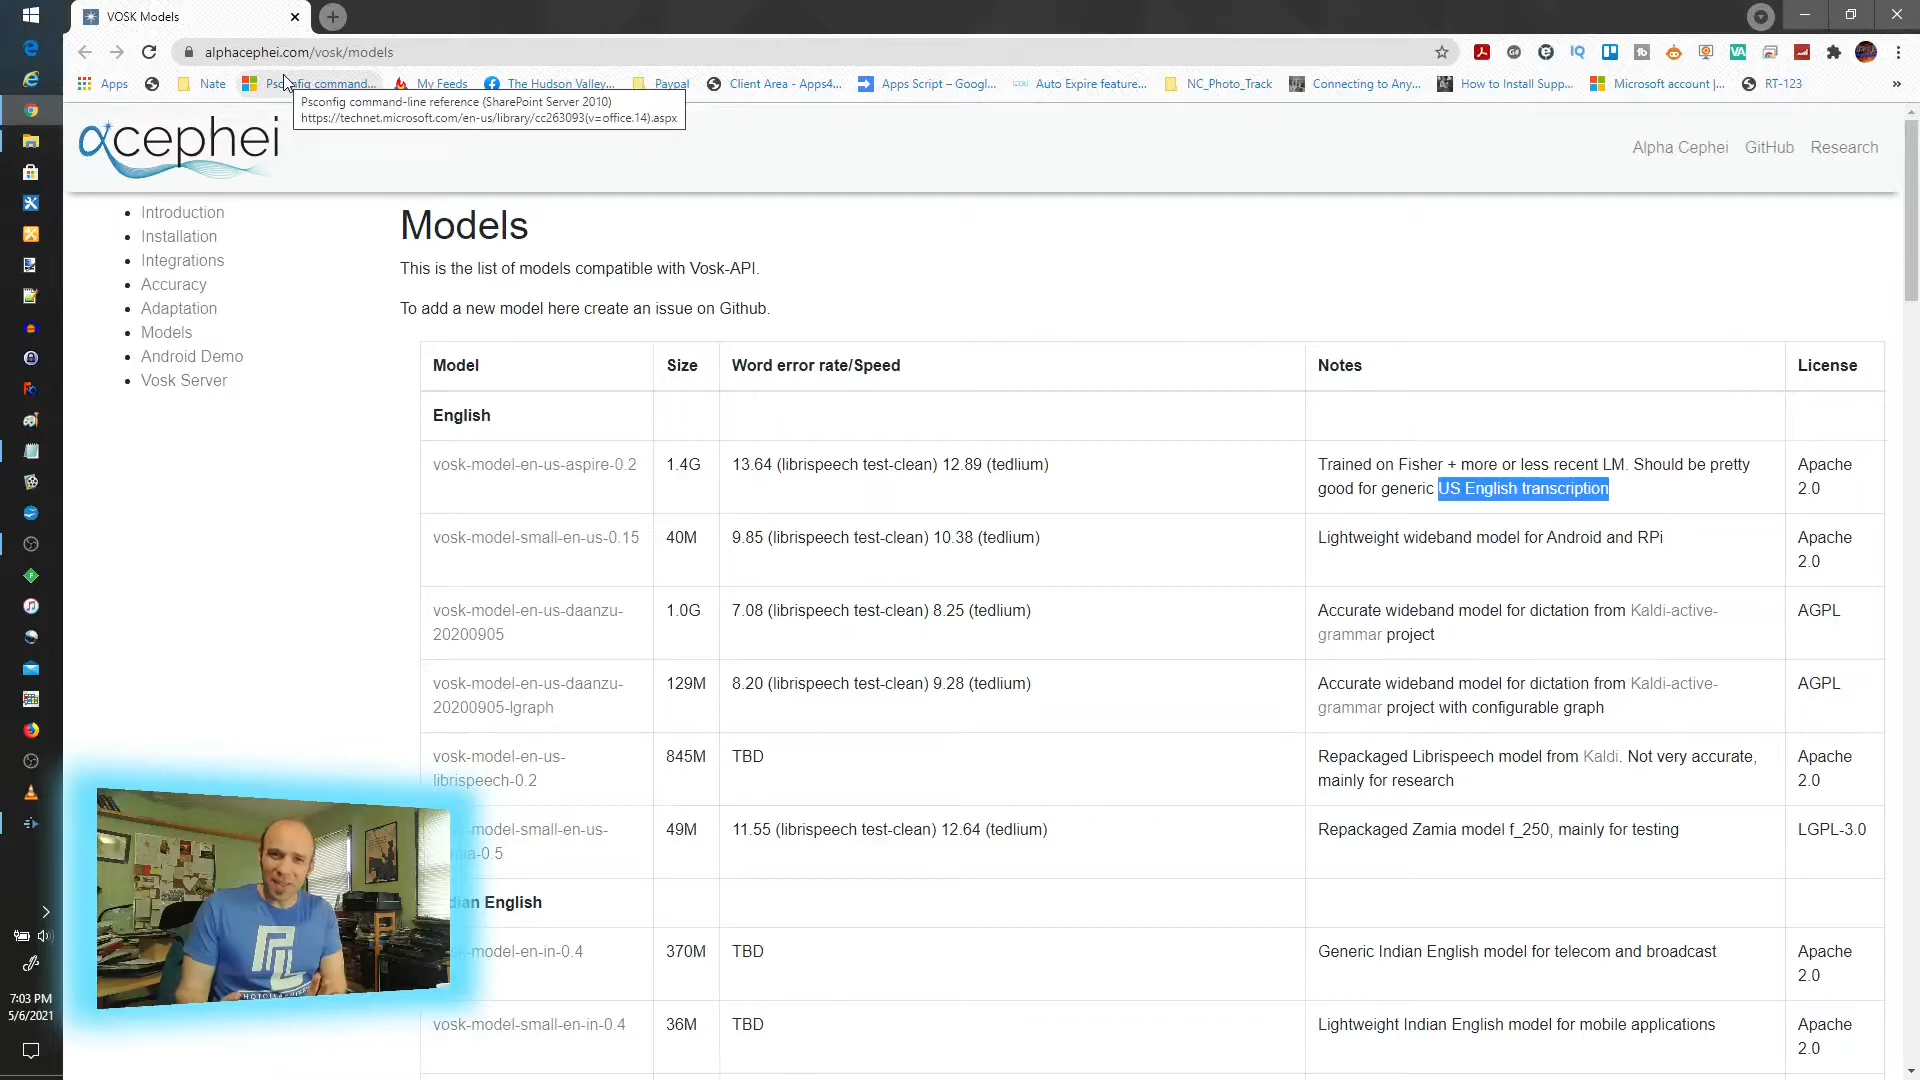 VOSK Models
alphacephei.com/vosk/models
Apps
Nate
Psconfig command...
My Feeds
The Hudson Valley...
Paypal
Client Area - Apps4...
Apps Script – Googl...
Auto Expire feature...
NC_Photo_Track
Connecting to Any...
How to Install Supp...
Microsoft account |...
RT-123
Psconfig command-line reference (SharePoint Server 2010)
https://technet.microsoft.com/en-us/library/cc263093(v=office.14).aspx
αcephei
Alpha Cephei GitHub Research
Introduction
Installation
Integrations
Accuracy
Adaptation
Models
Android Demo
Vosk Server
Models
This is the list of models compatible with Vosk-API.
To add a new model here create an issue on Github.
Model Size Word error rate/Speed Notes License
English
vosk-model-en-us-aspire-0.2 1.4G 13.64 (librispeech test-clean) 12.89 (tedlium) Trained on Fisher + more or less recent LM. Should be pretty Apache
good for generic US English transcription 2.0
vosk-model-small-en-us-0.15 40M 9.85 (librispeech test-clean) 10.38 (tedlium) Lightweight wideband model for Android and RPi Apache
2.0
vosk-model-en-us-daanzu- 1.0G 7.08 (librispeech test-clean) 8.25 (tedlium) Accurate wideband model for dictation from Kaldi-active- AGPL
20200905 grammar project
vosk-model-en-us-daanzu- 129M 8.20 (librispeech test-clean) 9.28 (tedlium) Accurate wideband model for dictation from Kaldi-active- AGPL
20200905-lgraph grammar project with configurable graph
vosk-model-en-us- 845M TBD Repackaged Librispeech model from Kaldi. Not very accurate, Apache
librispeech-0.2 mainly for research 2.0
-model-small-en-us- 49M 11.55 (librispeech test-clean) 12.64 (tedlium) Repackaged Zamia model f_250, mainly for testing LGPL-3.0
-0.5
dian English
-model-en-in-0.4 370M TBD Generic Indian English model for telecom and broadcast Apache
2.0
vosk-model-small-en-in-0.4 36M TBD Lightweight Indian English model for mobile applications Apache
2.0
7:03 PM
5/6/2021